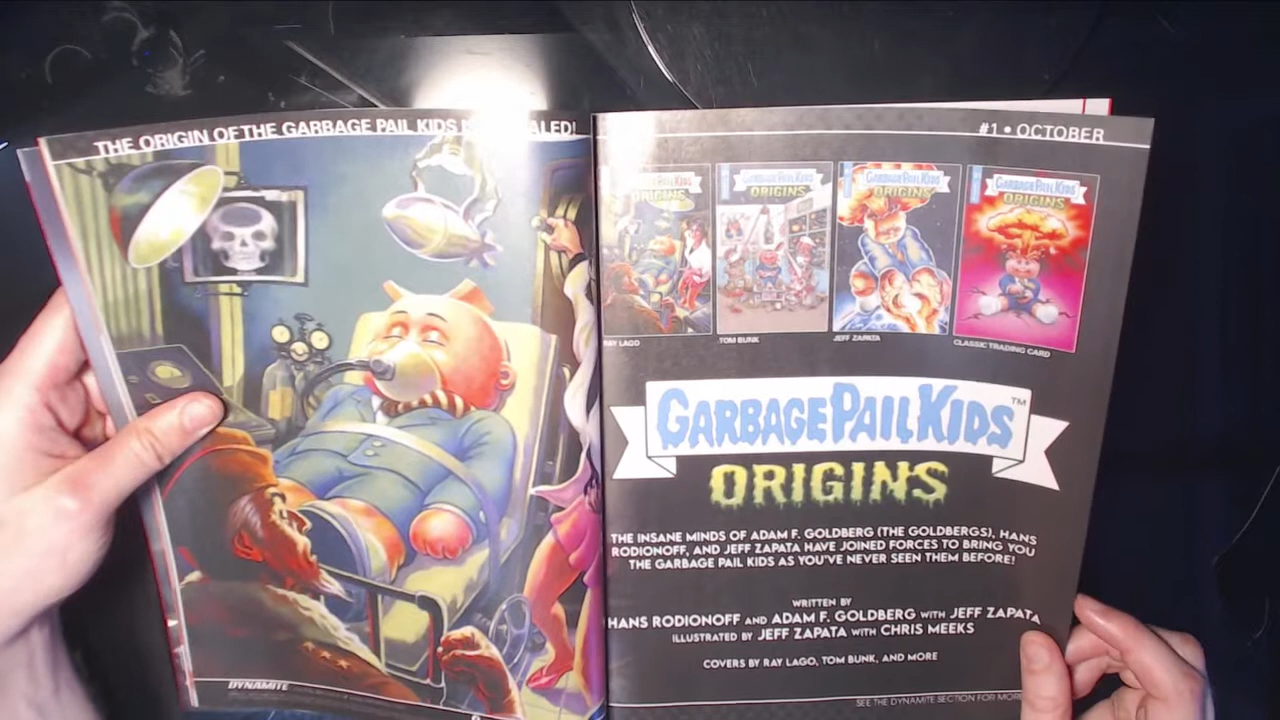 THE ORIGIN OF THE GARBAGE PAIL KIDS
#1 • OCTOBER
GARBAGE PAIL KIDS
ORIGINS
GARBAGE PAIL KIDS
ORIGINS
GARBAGE PAIL KIDS
ORIGINS
GARBAGE PAIL KIDS
ORIGINS
RAY LAGO
TOM BUNK
JEFF ZAPATA
CLASSIC TRADING CARD
GARBAGE PAIL KIDS™
ORIGINS
THE INSANE MINDS OF ADAM F. GOLDBERG (THE GOLDBERGS), HANS
RODIONOFF, AND JEFF ZAPATA HAVE JOINED FORCES TO BRING YOU
THE GARBAGE PAIL KIDS AS YOU'VE NEVER SEEN THEM BEFORE!
WRITTEN BY
HANS RODIONOFF AND ADAM F. GOLDBERG WITH JEFF ZAPATA
ILLUSTRATED BY JEFF ZAPATA WITH CHRIS MEEKS
COVERS BY RAY LAGO, TOM BUNK, AND MORE
DYNAMITE
SEE THE DYNAMITE SECTION FOR MORE